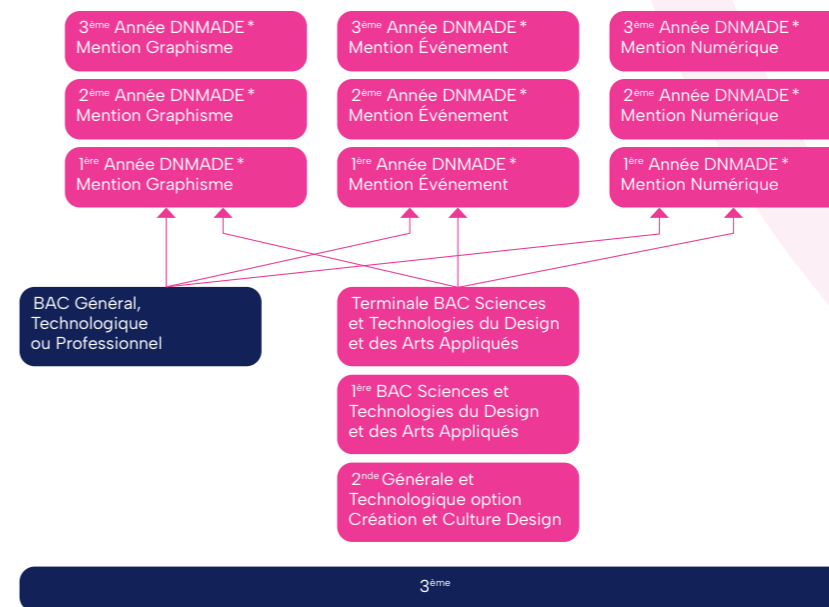 3ème Année DNMADE*
Mention Graphisme
3ème Année DNMADE*
Mention Événement
3ème Année DNMADE*
Mention Numérique
2ème Année DNMADE*
Mention Graphisme
2ème Année DNMADE*
Mention Événement
2ème Année DNMADE*
Mention Numérique
1ère Année DNMADE*
Mention Graphisme
1ère Année DNMADE*
Mention Événement
1ère Année DNMADE*
Mention Numérique
BAC Général,
Technologique
ou Professionnel
Terminale BAC Sciences
et Technologies du Design
et des Arts Appliqués
1ère BAC Sciences et
Technologies du Design
et des Arts Appliqués
2nde Générale et
Technologique option
Création et Culture Design
3ème